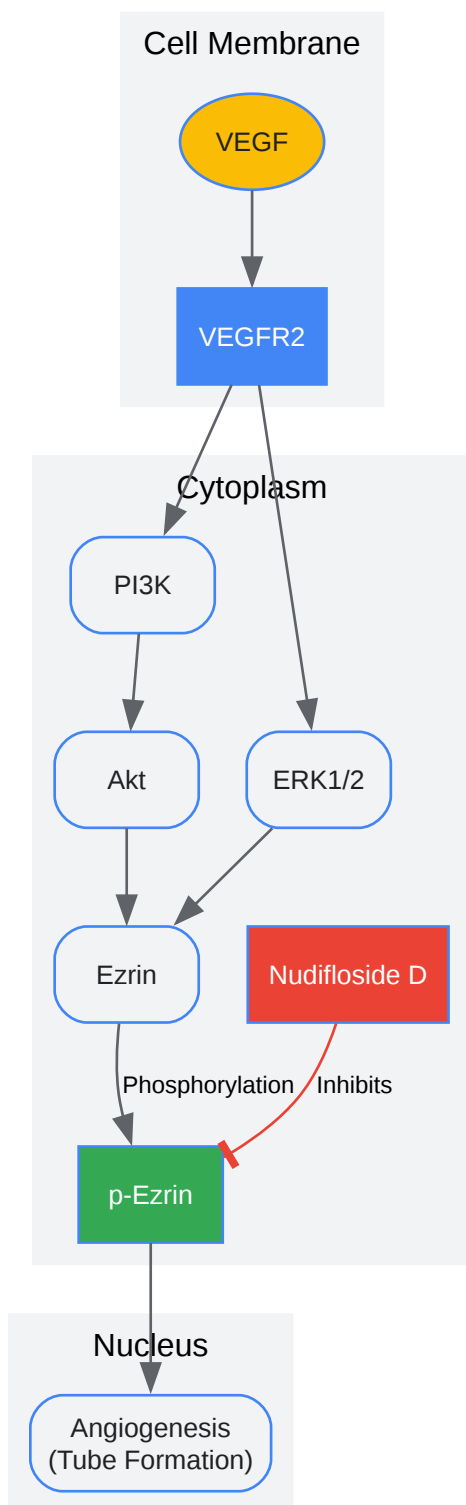 Cell Membrane
VEGF
VEGFR2
Cytoplasm
PI3K
Akt
ERK1/2
Ezrin
Nudifloside D
Phosphorylation
Inhibits
p-Ezrin
Nucleus
Angiogenesis
(Tube Formation)